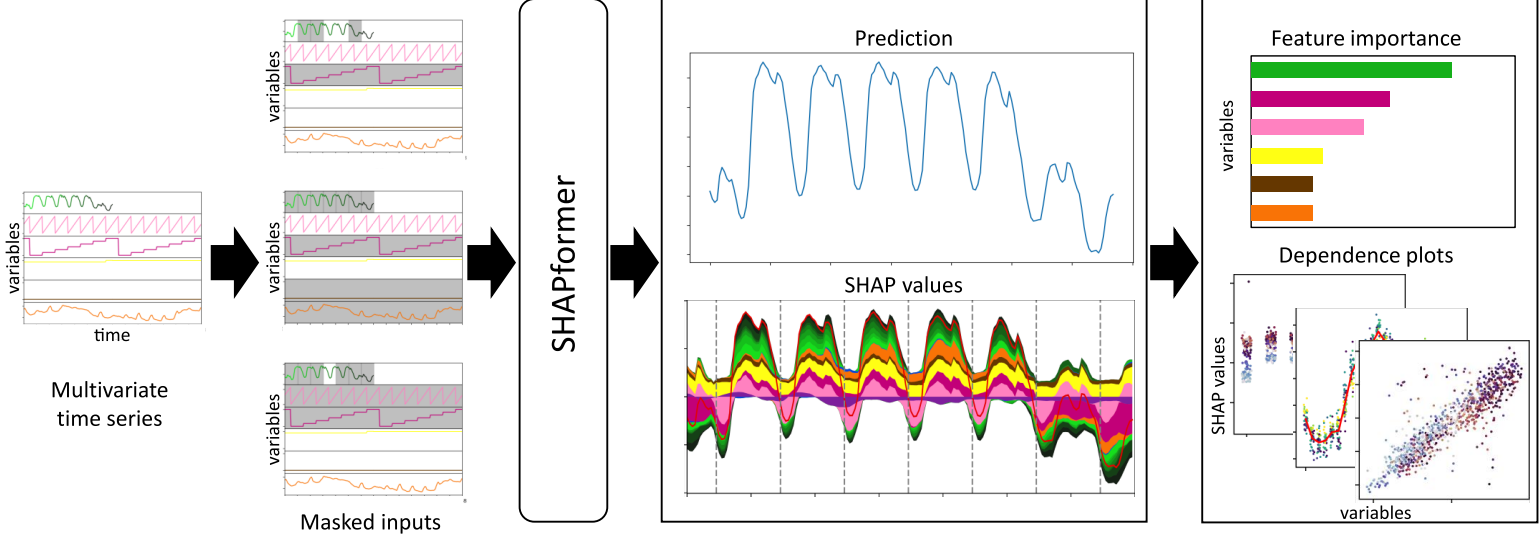 variables
time
Multivariate
time series
variables
variables
variables
Masked inputs
SHAPformer
Prediction
SHAP values
Feature importance
variables
Dependence plots
SHAP values
variables